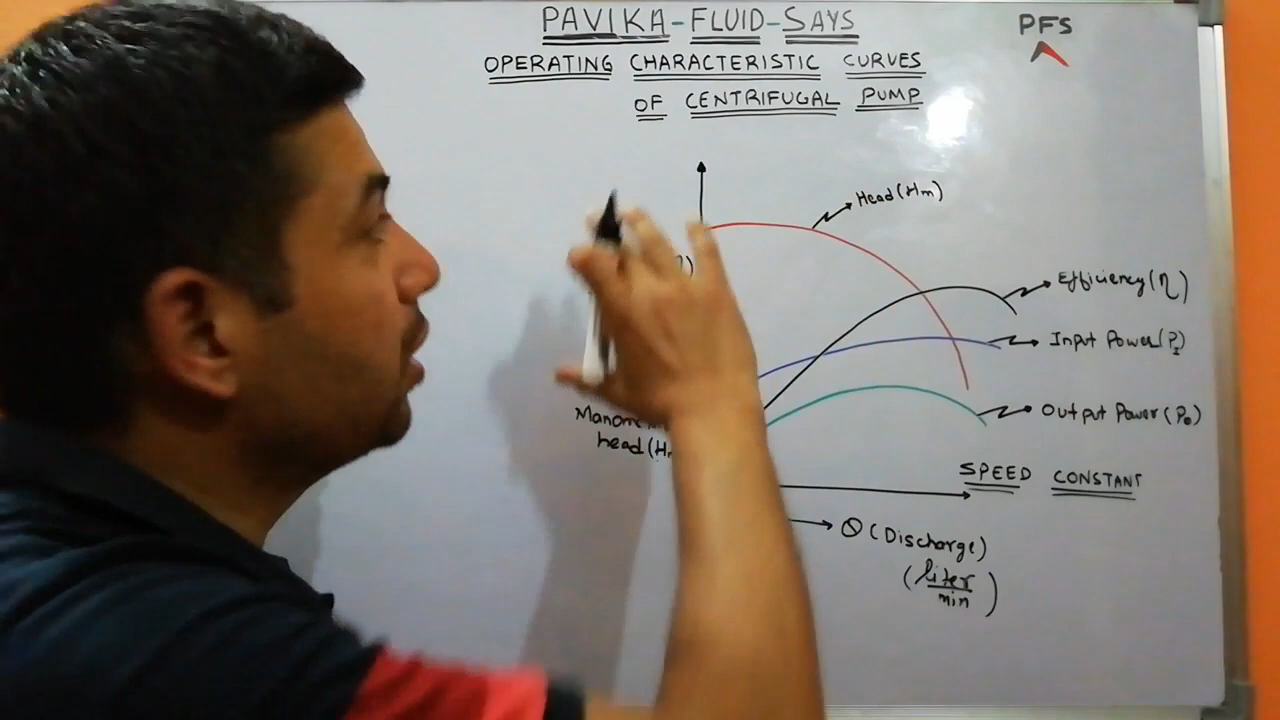 PAVIKA-FLUID-SAYS
PFS
OPERATING CHARACTERISTIC CURVES
OF CENTRIFUGAL PUMP
Head (Hm)
Efficiency (η)
Input Power (PI)
Output Power (Po)
head (H
SPEED CONSTANT
Q (Discharge)
(liter/min)